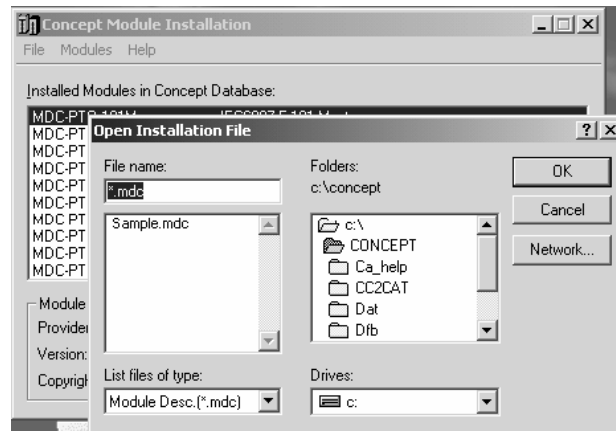 Concept Module Installation
File Modules Help
Installed Modules in Concept Database:
MDC-PT
MDC-PT
MDC-PT
MDC-PT
MDC-PT
MDC-PT
MDC PT
MDC-PT
MDC-PT
MDC-PT
Open Installation File
File name:
*.mdc
Sample.mdc
List files of type:
Module Desc.(*.mdc)
Folders:
c:\concept
c:\
CONCEPT
Ca_help
CC2CAT
Dat
Dfb
Drives:
c:
OK
Cancel
Network...
Module
Provider
Version:
Copyrigh